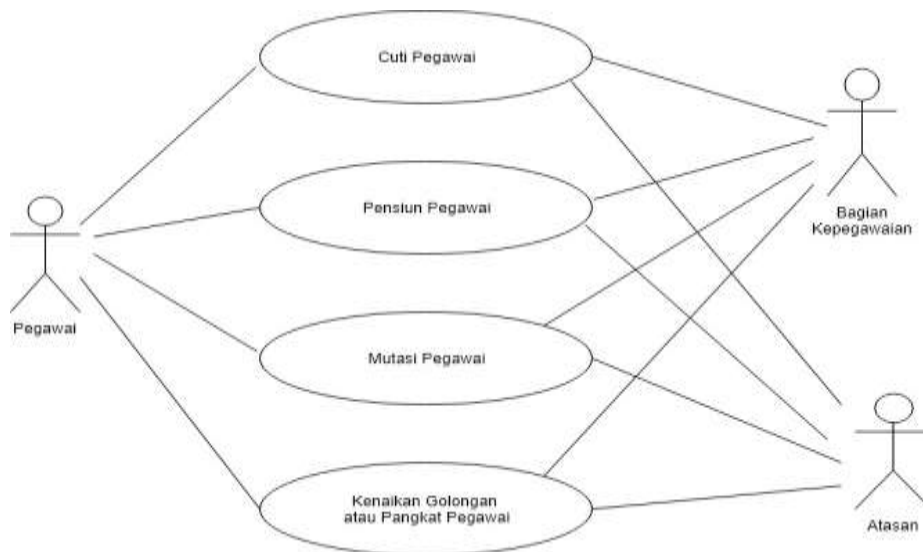 Cuti Pegawai
Pensiun Pegawai
Bagian
Kepegawaian
Pegawai
Mutasi Pegawai
Kenaikan Golongan
atau Pangkat Pegawai
Atasan